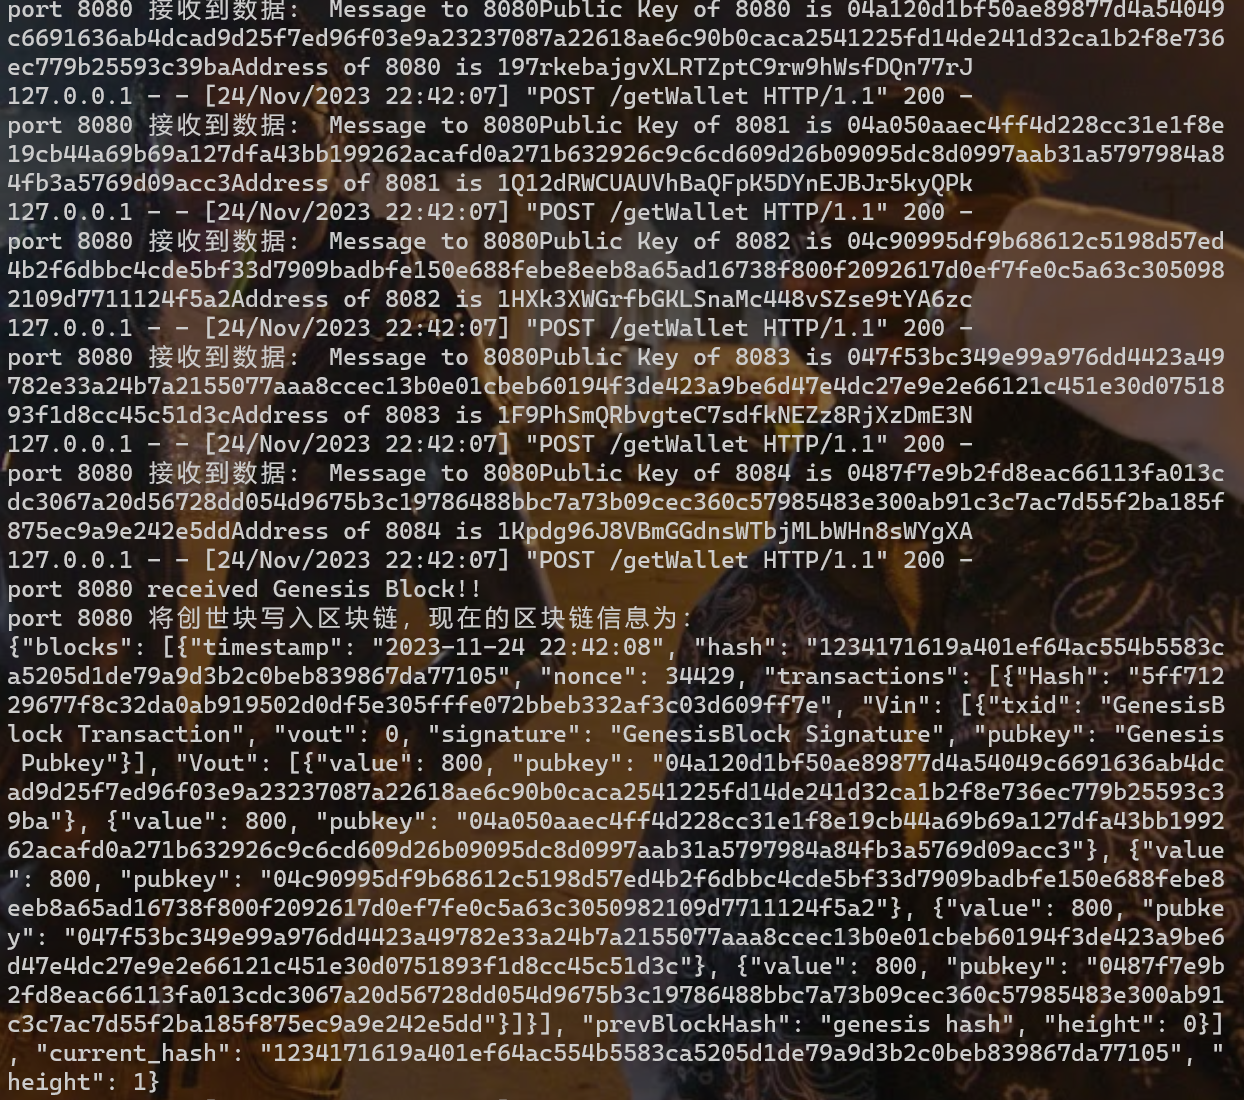 port 8080 接收到数据:  Message to 8080Public Key of 8080 is 04a120d1bf50ae89877d4a54049
c6691636ab4dcad9d25f7ed96f03e9a23237087a22618ae6c90b0caca2541225fd14de241d32ca1b2f8e736
ec779b25593c39baAddress of 8080 is 197rkebajgvXLRTZptC9rw9hWsfDQn77rJ
127.0.0.1 - - [24/Nov/2023 22:42:07] "POST /getWallet HTTP/1.1" 200 -
port 8080 接收到数据:  Message to 8080Public Key of 8081 is 04a050aaec4ff4d228cc31e1f8e
19cb44a69b69a127dfa43bb199262acafd0a271b632926c9c6cd609d26b09095dc8d0997aab31a5797984a8
4fb3a5769d09acc3Address of 8081 is 1Q12dRWCUAUVhBaQFpK5DYnEJBJr5kyQPk
127.0.0.1 - - [24/Nov/2023 22:42:07] "POST /getWallet HTTP/1.1" 200 -
port 8080 接收到数据:  Message to 8080Public Key of 8082 is 04c90995df9b68612c5198d57ed
4b2f6dbbc4cde5bf33d7909badbfe150e688febe8eeb8a65ad16738f800f2092617d0ef7fe0c5a63c305098
2109d7711124f5a2Address of 8082 is 1HXk3XWGrfbGKLSnaMc448vSZse9tYA6zc
127.0.0.1 - - [24/Nov/2023 22:42:07] "POST /getWallet HTTP/1.1" 200 -
port 8080 接收到数据:  Message to 8080Public Key of 8083 is 047f53bc349e99a976dd4423a49
782e33a24b7a2155077aaa8ccec13b0e01cbeb60194f3de423a9be6d47e4dc27e9e2e66121c451e30d07518
93f1d8cc45c51d3cAddress of 8083 is 1F9PhSmQRbvgteC7sdfkNEZz8RjXzDmE3N
127.0.0.1 - - [24/Nov/2023 22:42:07] "POST /getWallet HTTP/1.1" 200 -
port 8080 接收到数据:  Message to 8080Public Key of 8084 is 0487f7e9b2fd8eac66113fa013c
dc3067a20d56728dd054d9675b3c19786488bbc7a73b09cec360c57985483e300ab91c3c7ac7d55f2ba185f
875ec9a9e242e5ddAddress of 8084 is 1Kpdg96J8VBmGGdnsWTbjMLbWHn8sWYgXA
127.0.0.1 - - [24/Nov/2023 22:42:07] "POST /getWallet HTTP/1.1" 200 -
port 8080 received Genesis Block!!
port 8080 将创世块写入区块链，现在的区块链信息为:
{"blocks": [{"timestamp": "2023-11-24 22:42:08", "hash": "1234171619a401ef64ac554b5583c
a5205d1de79a9d3b2c0beb839867da77105", "nonce": 34429, "transactions": [{"Hash": "5ff712
29677f8c32da0ab919502d0df5e305fffe072bbeb332af3c03d609ff7e", "Vin": [{"txid": "GenesisB
lock Transaction", "vout": 0, "signature": "GenesisBlock Signature", "pubkey": "Genesis
 Pubkey"}], "Vout": [{"value": 800, "pubkey": "04a120d1bf50ae89877d4a54049c6691636ab4dc
ad9d25f7ed96f03e9a23237087a22618ae6c90b0caca2541225fd14de241d32ca1b2f8e736ec779b25593c3
9ba"}, {"value": 800, "pubkey": "04a050aaec4ff4d228cc31e1f8e19cb44a69b69a127dfa43bb1992
62acafd0a271b632926c9c6cd609d26b09095dc8d0997aab31a5797984a84fb3a5769d09acc3"}, {"value
": 800, "pubkey": "04c90995df9b68612c5198d57ed4b2f6dbbc4cde5bf33d7909badbfe150e688febe8
eeb8a65ad16738f800f2092617d0ef7fe0c5a63c3050982109d7711124f5a2"}, {"value": 800, "pubke
y": "047f53bc349e99a976dd4423a49782e33a24b7a2155077aaa8ccec13b0e01cbeb60194f3de423a9be6
d47e4dc27e9e2e66121c451e30d0751893f1d8cc45c51d3c"}, {"value": 800, "pubkey": "0487f7e9b
2fd8eac66113fa013cdc3067a20d56728dd054d9675b3c19786488bbc7a73b09cec360c57985483e300ab91
c3c7ac7d55f2ba185f875ec9a9e242e5dd"}]}], "prevBlockHash": "genesis hash", "height": 0}]
, "current_hash": "1234171619a401ef64ac554b5583ca5205d1de79a9d3b2c0beb839867da77105", "
height": 1}